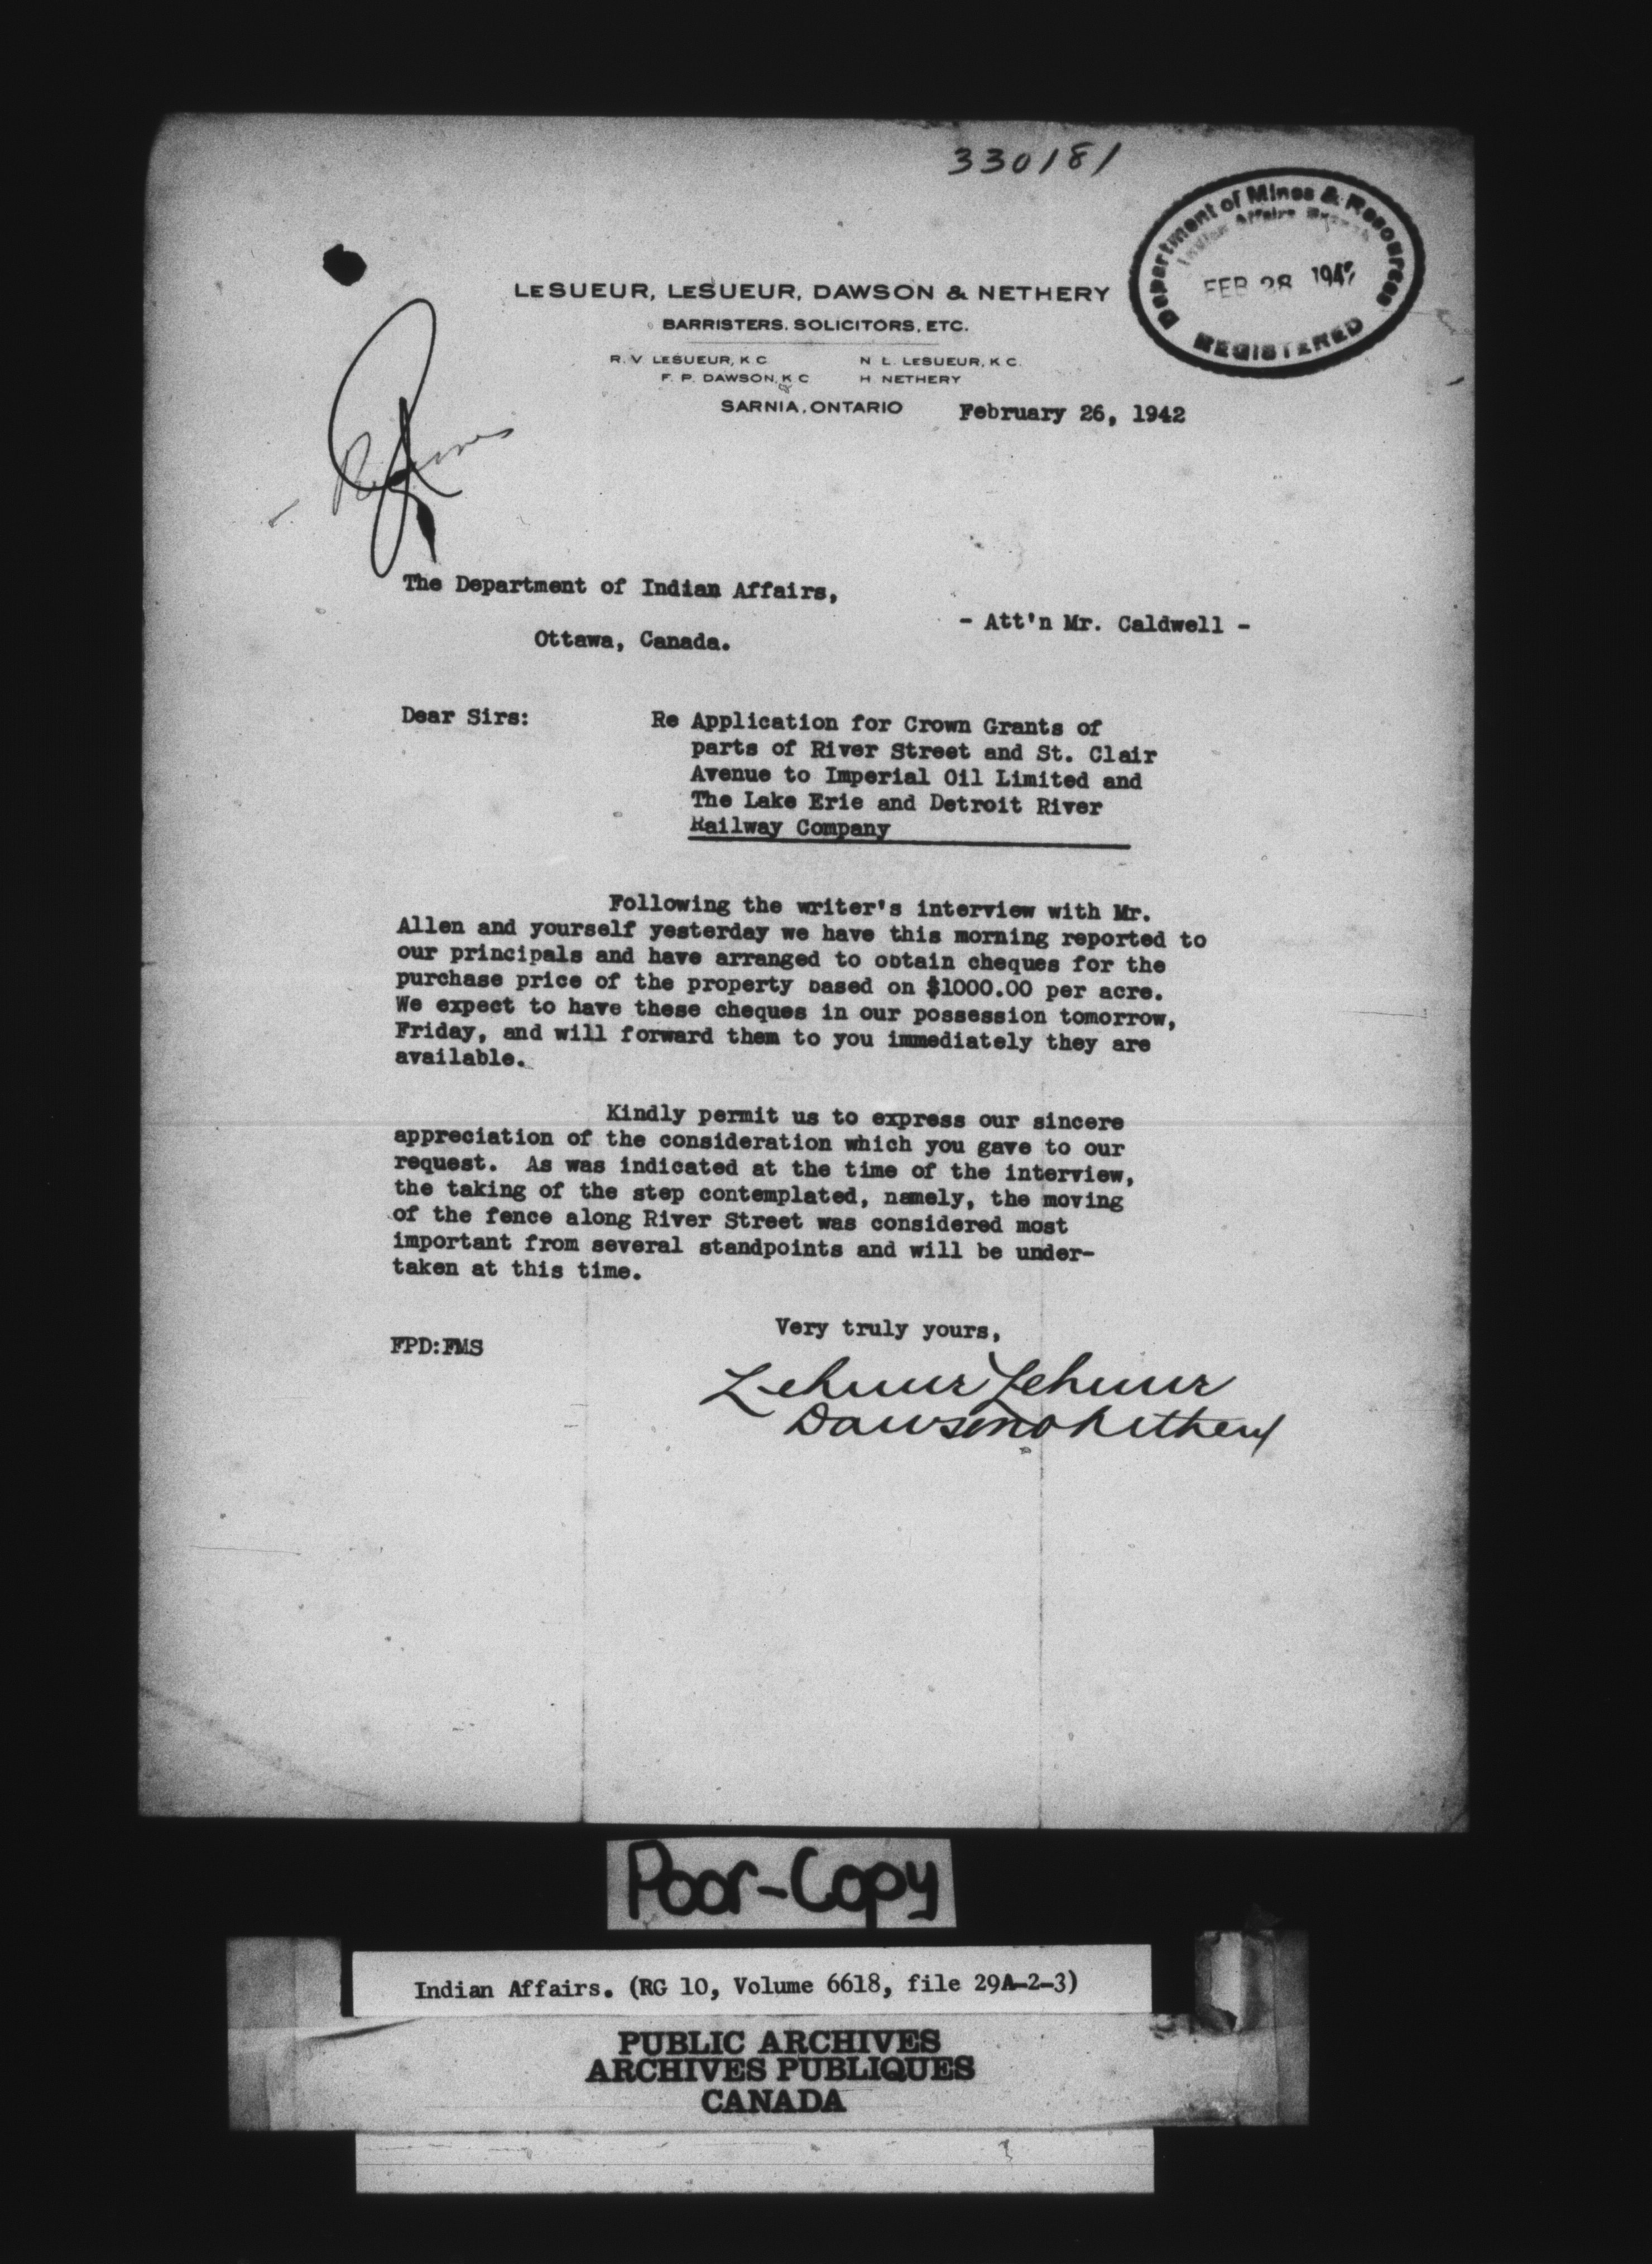 330181
Department of Mines & Resources
Indian Affairs Branch
FEB 28 1942
REGISTERED
LESUEUR, LESUEUR, DAWSON & NETHERY
BARRISTERS, SOLICITORS, ETC.
R. V. LESUEUR, K.C. N. L. LESUEUR, K.C.
F. P. DAWSON, K.C. H. NETHERY
SARNIA, ONTARIO February 26, 1942
The Department of Indian Affairs,
- Att'n Mr. Caldwell -
Ottawa, Canada.
Dear Sirs: Re Application for Crown Grants of
parts of River Street and St. Clair
Avenue to Imperial Oil Limited and
The Lake Erie and Detroit River
Railway Company
Following the writer's interview with Mr.
Allen and yourself yesterday we have this morning reported to
our principals and have arranged to obtain cheques for the
purchase price of the property based on $1000.00 per acre.
We expect to have these cheques in our possession tomorrow,
Friday, and will forward them to you immediately they are
available.
Kindly permit us to express our sincere
appreciation of the consideration which you gave to our
request. As was indicated at the time of the interview,
the taking of the step contemplated, namely, the moving
of the fence along River Street was considered most
important from several standpoints and will be under-
taken at this time.
Very truly yours,
FPD:FMS
LeSueur LeSueur
Dawson & Nethery
Poor-Copy
Indian Affairs. (RG 10, Volume 6618, file 29A-2-3)
PUBLIC ARCHIVES
ARCHIVES PUBLIQUES
CANADA